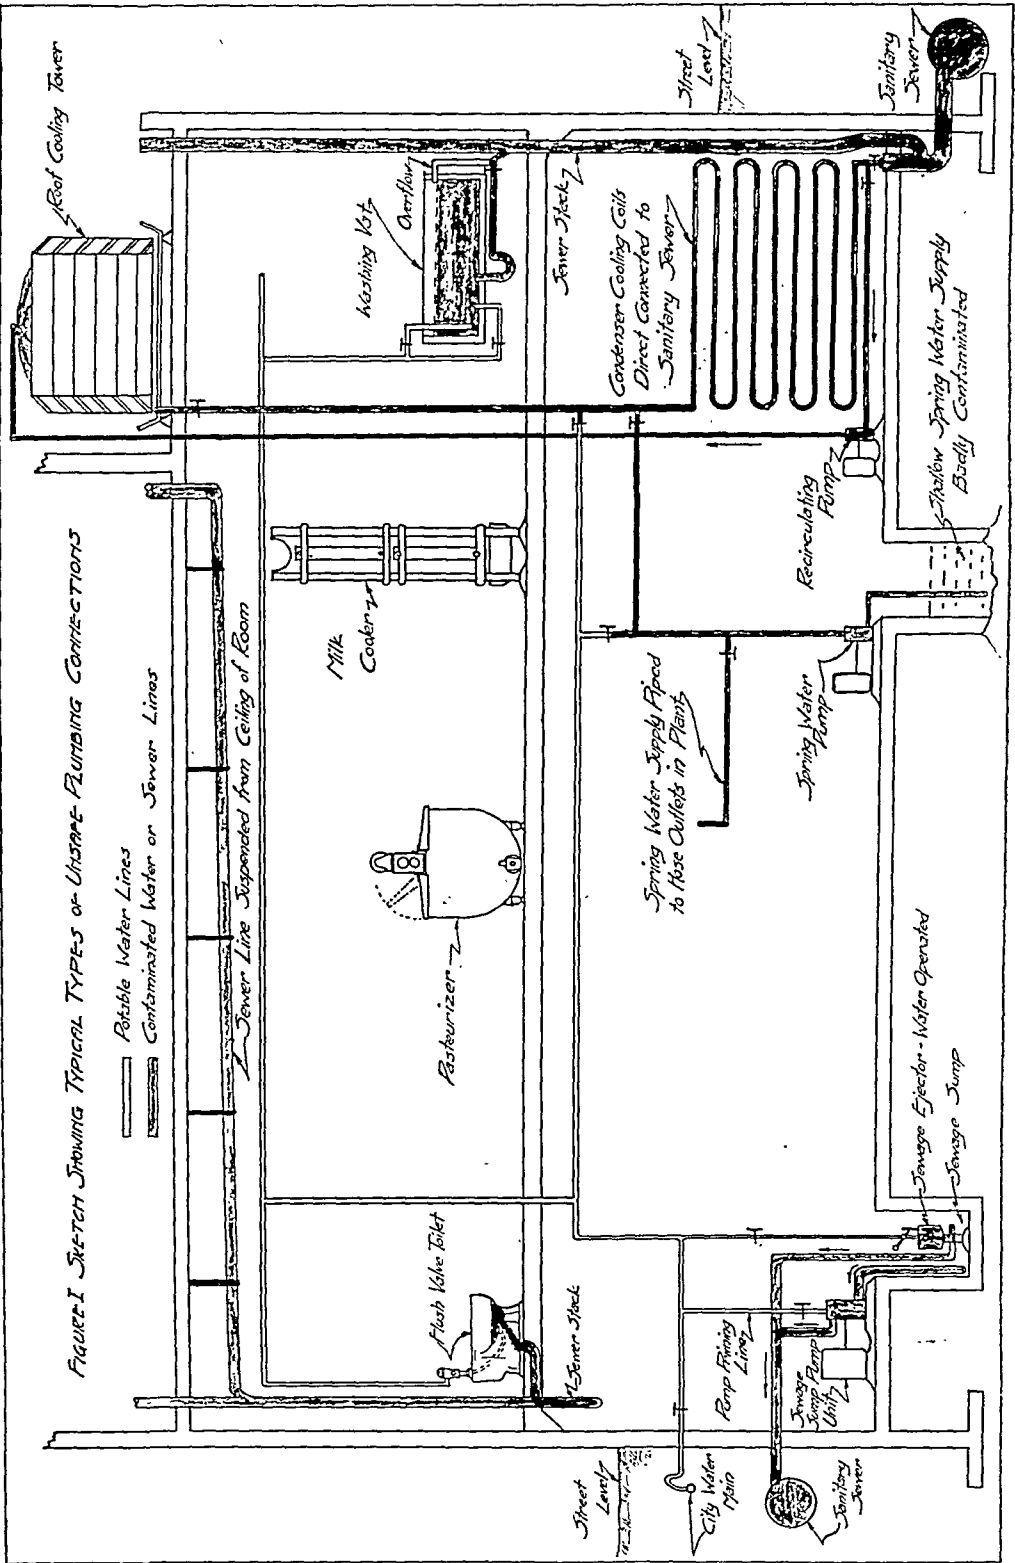 FIGURE-I SKETCH SHOWING TYPICAL TYPES OF UNSAFE PLUMBING CONNECTIONS
Potable Water Lines
Contaminated Water or Sewer Lines
Roof Cooling Tower
Sewer Line Suspended from Ceiling of Room
Flush Valve Toilet
Pasteurizer
Milk
Cooler
Washing Vat
Overflow
Sewer Stack
Sewer Stack
Street
Level
Street
Level
City Water
Main
Pump Priming
Line
Sewage
Sump Pump
Unit
Sanitary
Sewer
Sewage Ejector-Water Operated
Sewage Sump
Spring Water Supply Piped
to Hose Outlets in Plant
Spring Water
Pump
Recirculating
Pump
Condenser Cooling Coils
Direct Connected to
Sanitary Sewer
Shallow Spring Water Supply
Badly Contaminated
Sanitary
Sewer